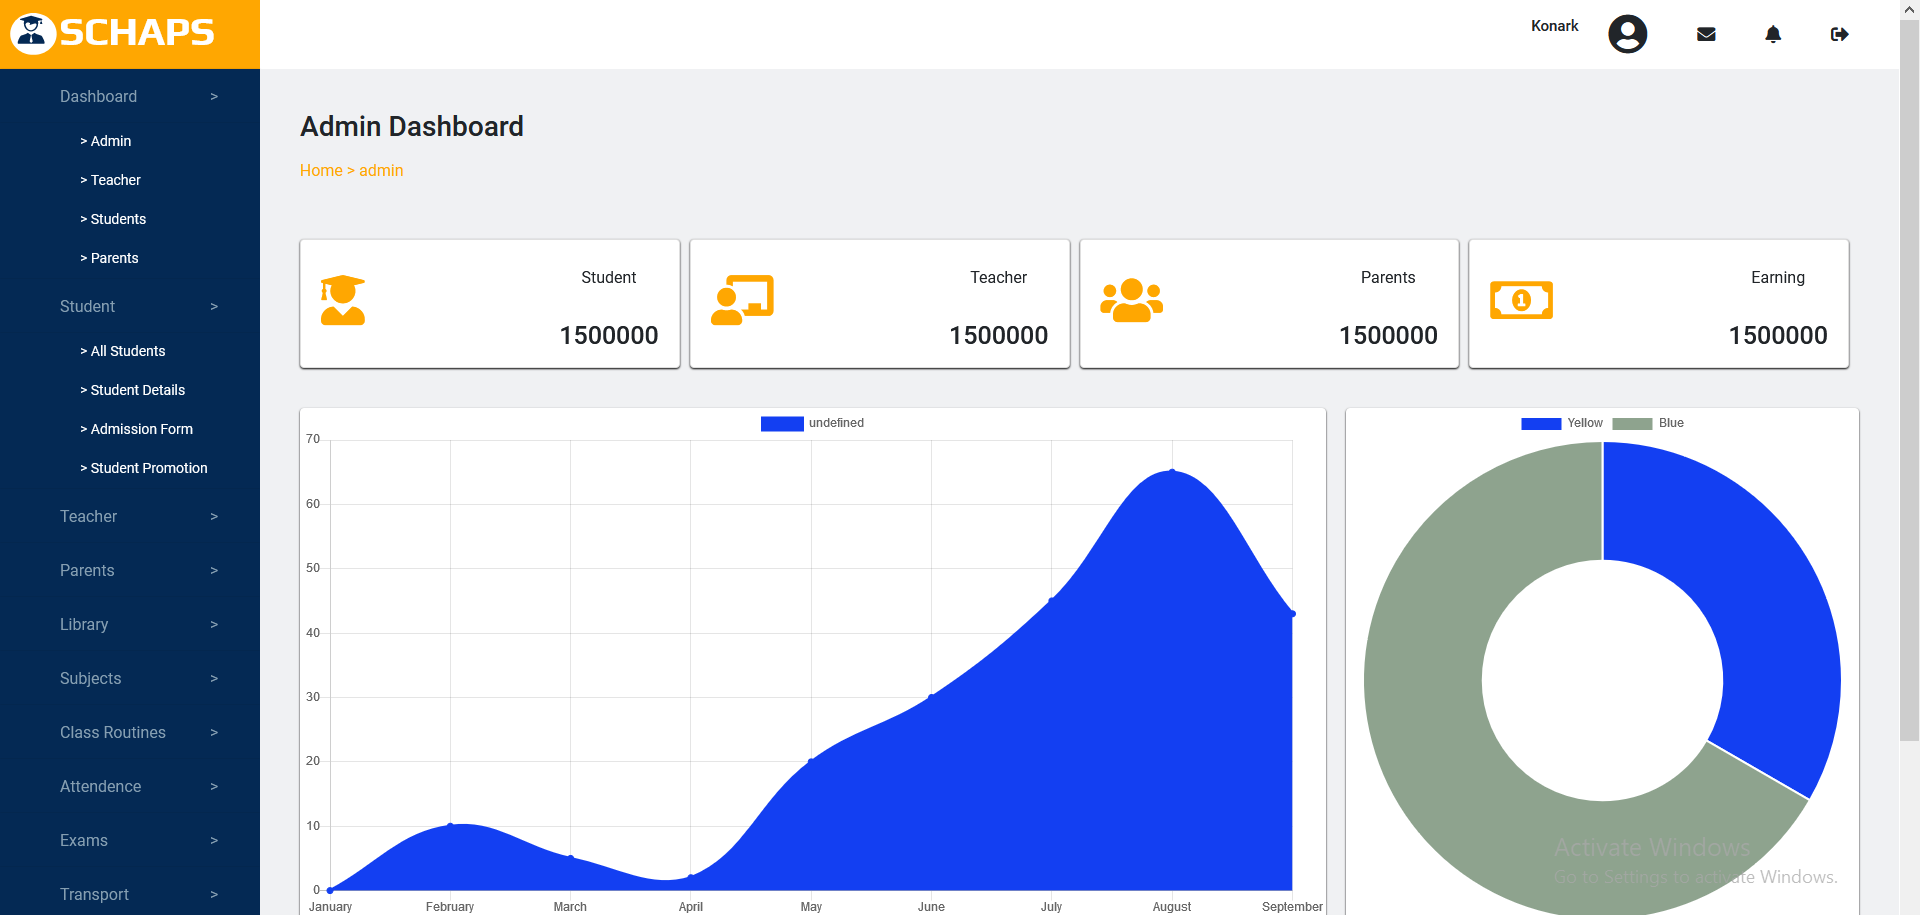 SCHAPS
Konark
Dashboard >
> Admin
> Teacher
> Students
> Parents
Student >
> All Students
> Student Details
> Admission Form
> Student Promotion
Teacher >
Parents >
Library >
Subjects >
Class Routines >
Attendence >
Exams >
Transport >
Admin Dashboard
Home > admin
Student
1500000
Teacher
1500000
Parents
1500000
Earning
1
1500000
undefined
70
60
50
40
30
20
10
0
January February March April May June July August September
Yellow Blue
Activate Windows
Go to Settings to activate Windows.